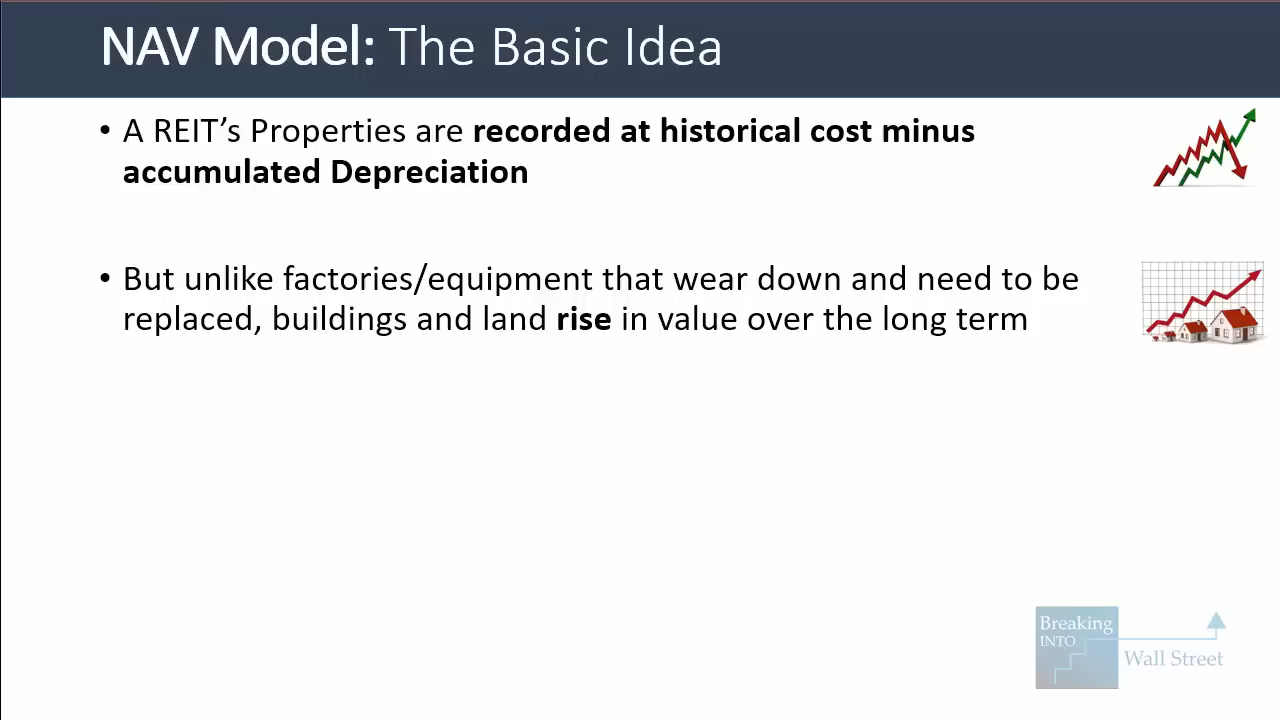 NAV Model: The Basic Idea
• A REIT’s Properties are recorded at historical cost minus
accumulated Depreciation
• But unlike factories/equipment that wear down and need to be
replaced, buildings and land rise in value over the long term
Breaking
INTO
Wall Street